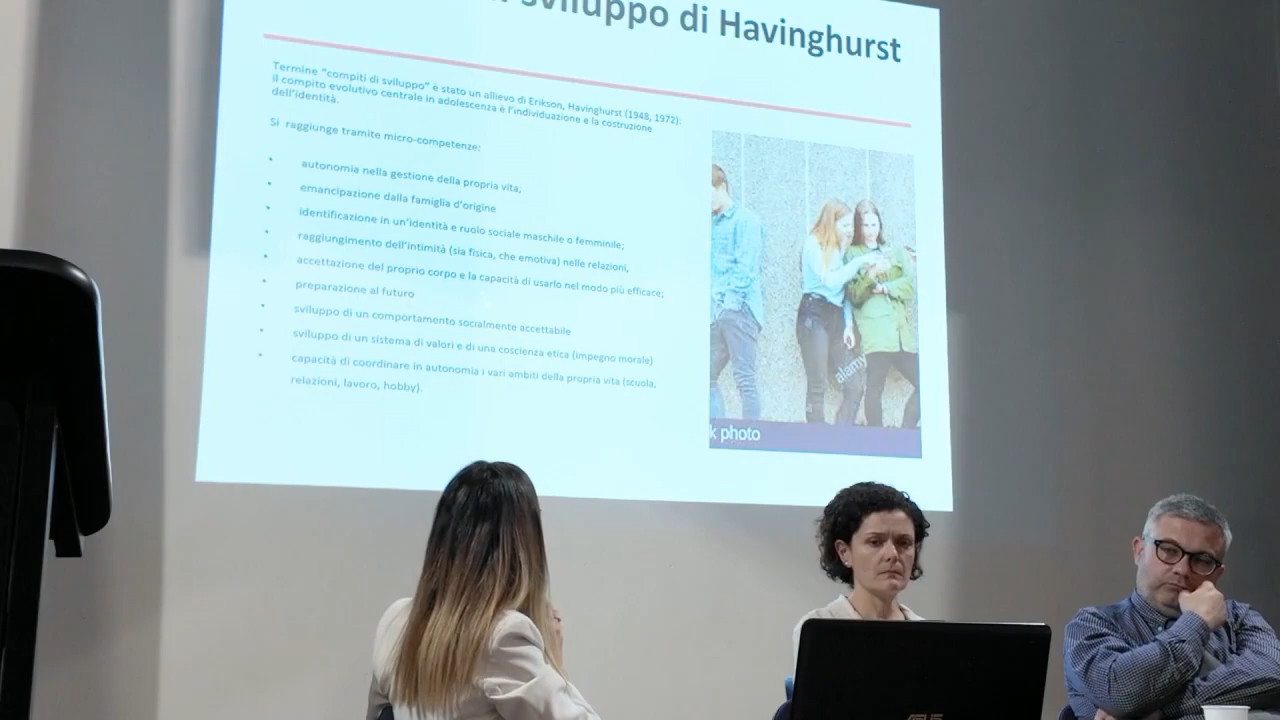 sviluppo di Havinghurst
Termine "compiti di sviluppo" è stato un allievo di Erikson, Havinghurst (1948, 1972):
il compito evolutivo centrale in adolescenza è l'individuazione e la costruzione
dell'identità.
Si raggiunge tramite micro-competenze:
• autonomia nella gestione della propria vita;
• emancipazione dalla famiglia d'origine
• identificazione in un'identità e ruolo sociale maschile o femminile;
• raggiungimento dell'intimità (sia fisica, che emotiva) nelle relazioni,
• accettazione del proprio corpo e la capacità di usarlo nel modo più efficace;
• preparazione al futuro
• sviluppo di un comportamento socialmente accettabile
• sviluppo di un sistema di valori e di una coscienza etica (impegno morale)
• capacità di coordinare in autonomia i vari ambiti della propria vita (scuola,
relazioni, lavoro, hobby).
alamy
k photo